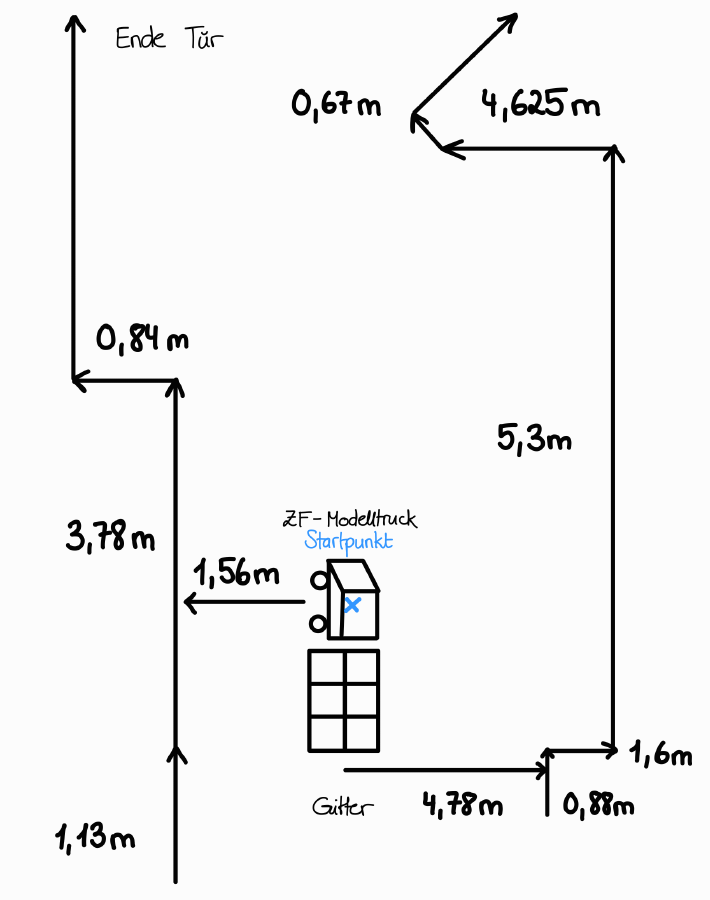 Ende Tür
0,67m
4,625m
0,84m
5,3m
ZF-Modelltruck
Startpunkt
3,78m
1,56m
1,6m
Gitter
4,78m
0,88m
1,13m